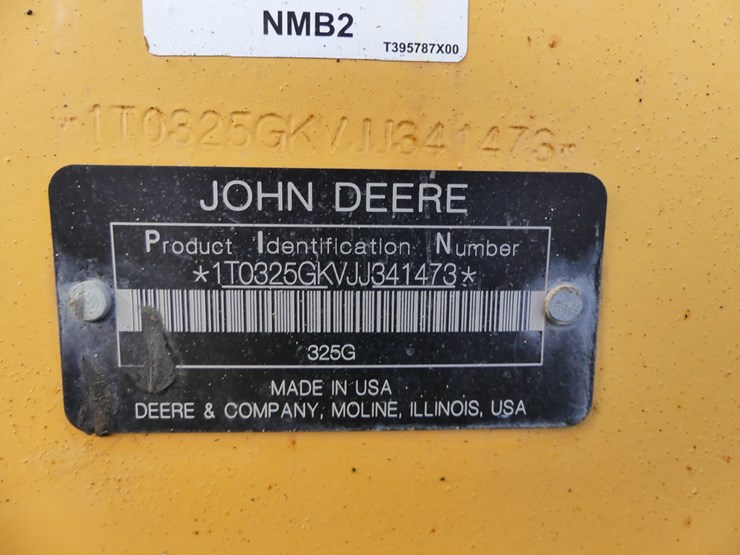 NMB2
T395787X00
*1T0325GKVJJ341473*
JOHN DEERE
Product Identification Number
*1T0325GKVJJ341473*
325G
MADE IN USA
DEERE & COMPANY, MOLINE, ILLINOIS, USA